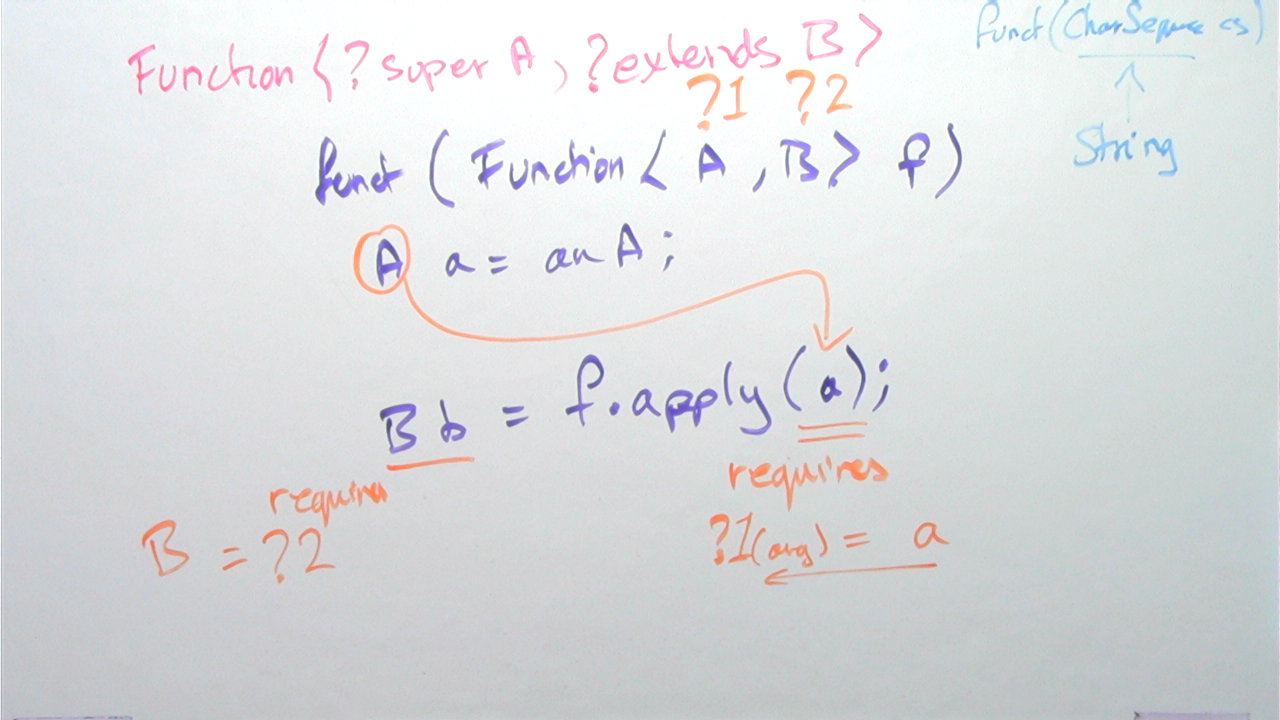 Function <? super A, ? extends B>
?1 ?2
funct (Function <A, B> f)
A a = an A;
B b = f.apply(a);
requires
B = ?2
requires
?1(arg) = a
funct(CharSequence cs)
String